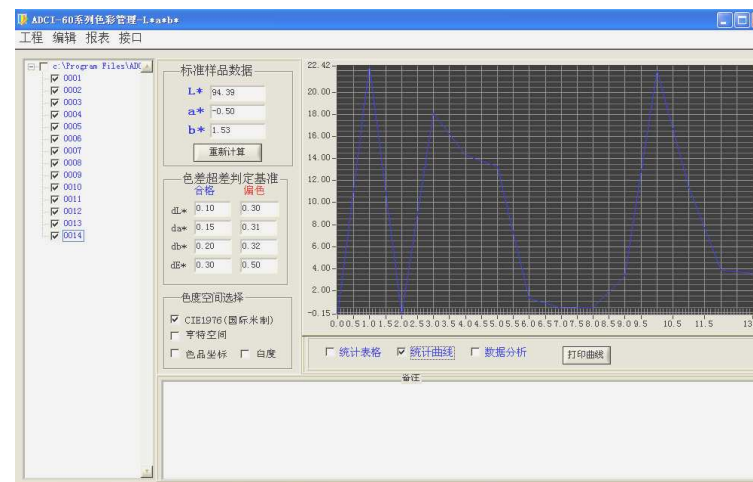 ADCI-60系列色彩管理-L*a*b*
工程 编辑 报表 接口
c:\Program Files\ADC
0001
0002
0003
0004
0005
0006
0007
0008
0009
0010
0011
0012
0013
0014
标准样品数据
L* 94.39
a* -0.50
b* 1.53
重新计算
色差超差判定基准
合格 偏色
dL* 0.10 0.30
da* 0.15 0.31
db* 0.20 0.32
dE* 0.30 0.50
色度空间选择
CIE1976(国际米制)
亨特空间
色品坐标 白度
22.42
20.00
18.00
16.00
14.00
12.00
10.00
8.00
6.00
4.00
2.00
-0.15
0.0 0.5 1.0 1.5 2.0 2.5 3.0 3.5 4.0 4.5 5.0 5.5 6.0 6.5 7.0 7.5 8.0 8.5 9.0 9.5 10.5 11.5 13
统计表格 统计曲线 数据分析 打印曲线
备注